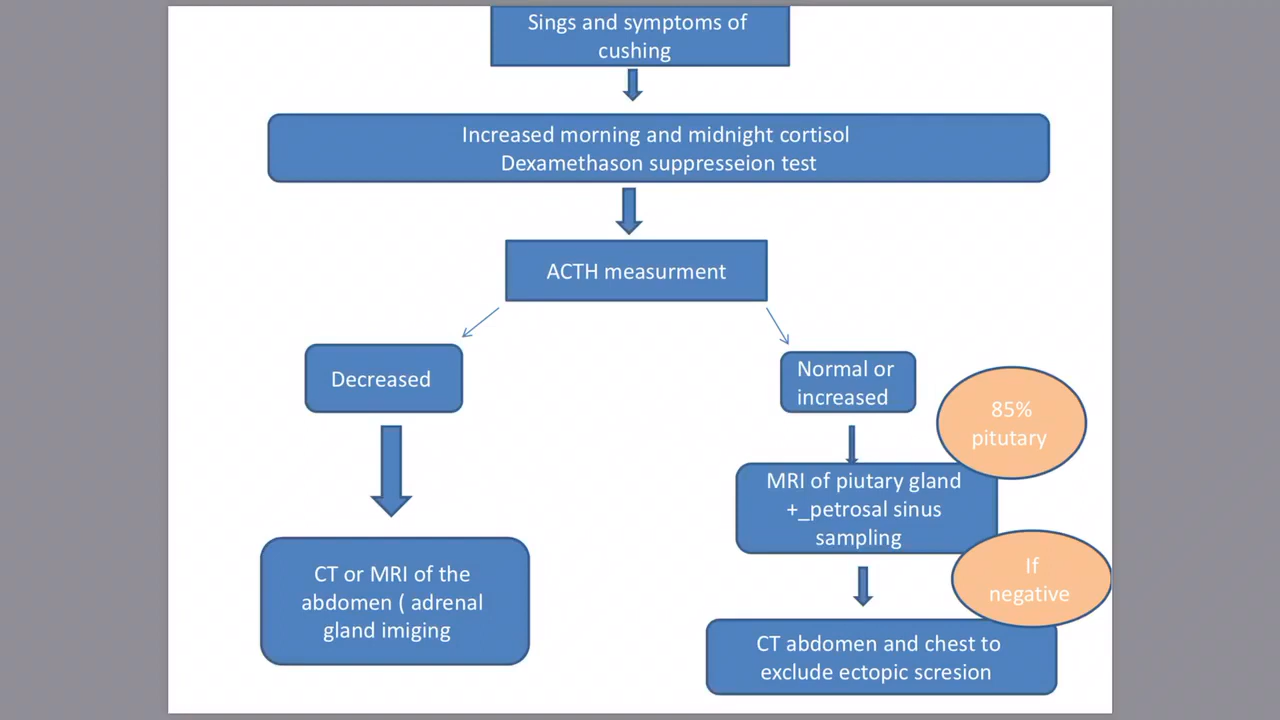 Sings and symptoms of
cushing
Increased morning and midnight cortisol
Dexamethason suppresseion test
ACTH measurment
Decreased
Normal or
increased
85%
pitutary
MRI of piutary gland
+_petrosal sinus
sampling
If
negative
CT or MRI of the
abdomen ( adrenal
gland imiging
CT abdomen and chest to
exclude ectopic scresion